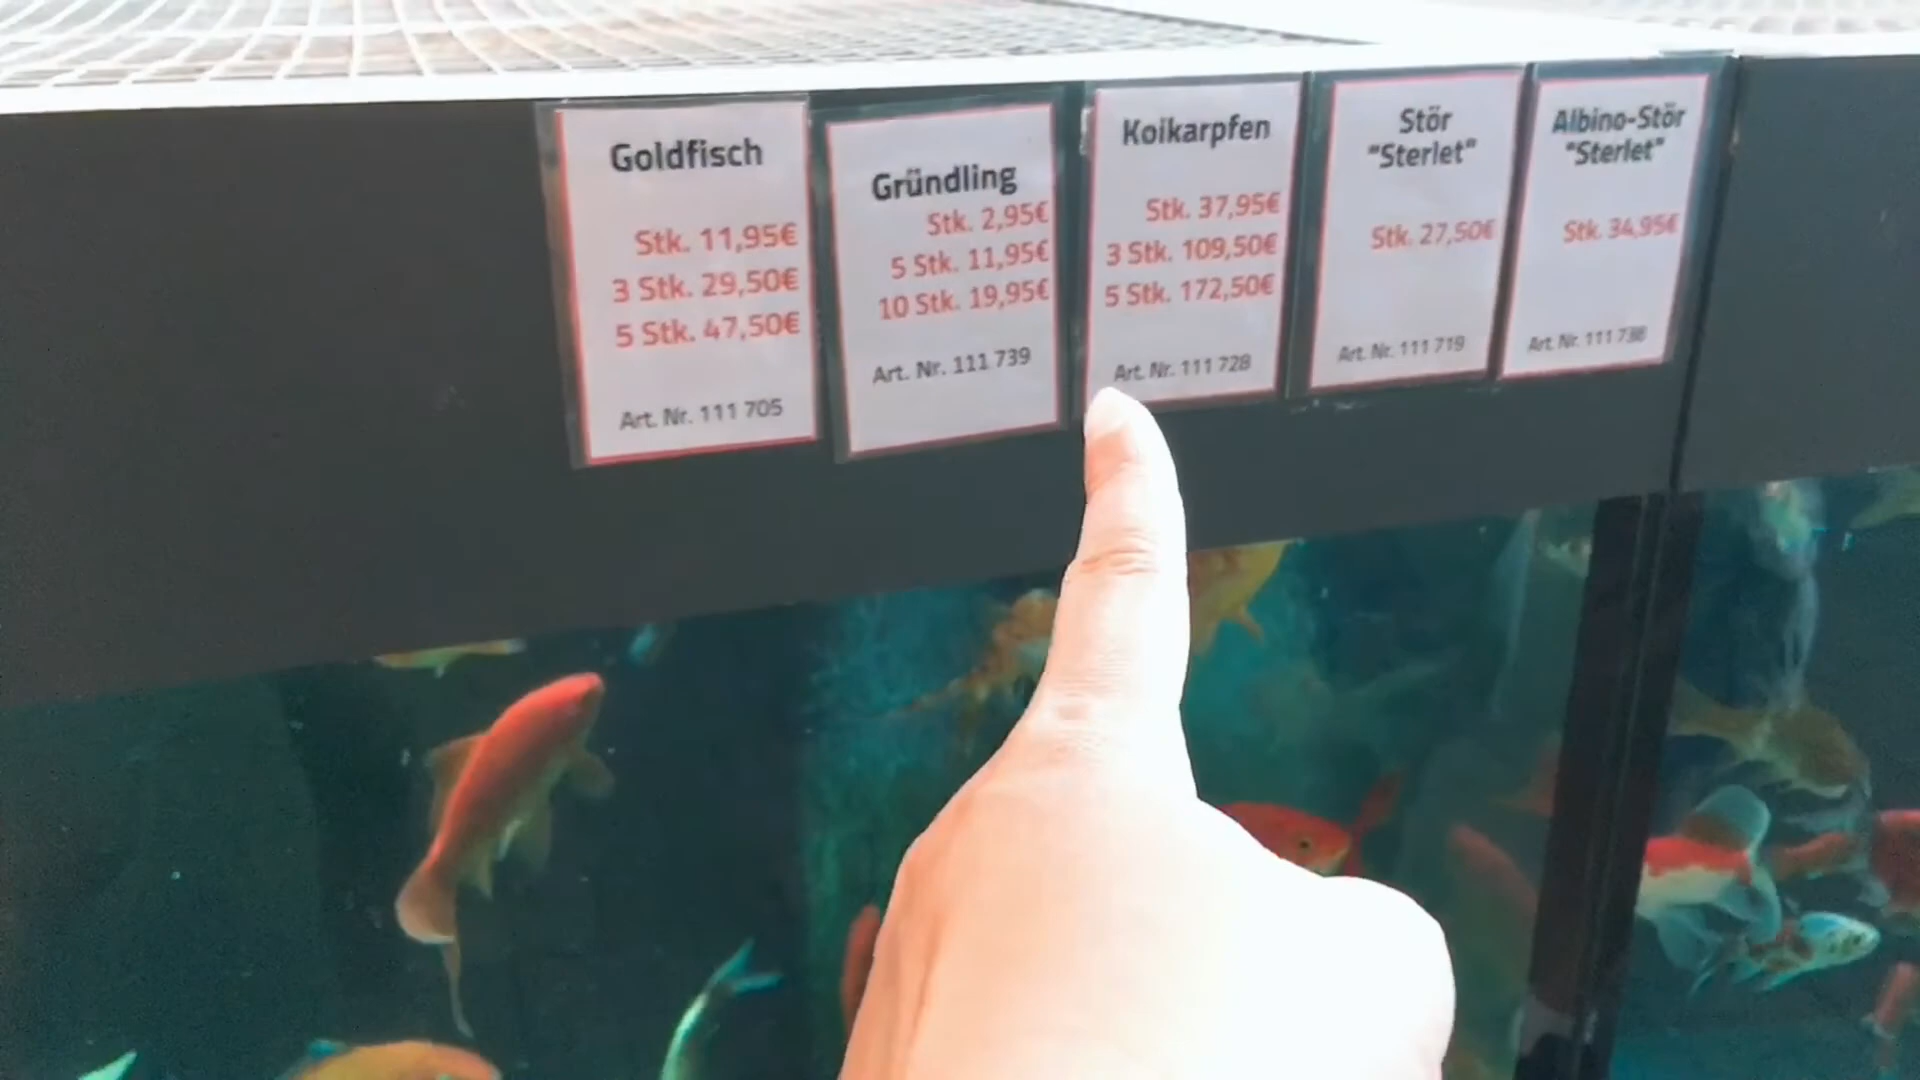 Goldfisch
Stk. 11,95€
3 Stk. 29,50€
5 Stk. 47,50€
Art. Nr. 111 705
Gründling
Stk. 2,95€
5 Stk. 11,95€
10 Stk. 19,95€
Art. Nr. 111 739
Koikarpfen
Stk. 37,95€
3 Stk. 109,50€
5 Stk. 172,50€
Art. Nr. 111 728
Stör
"Sterlet"
Stk. 27,50€
Art. Nr. 111 719
Albino-Stör
"Sterlet"
Stk. 34,95€
Art. Nr. 111 738